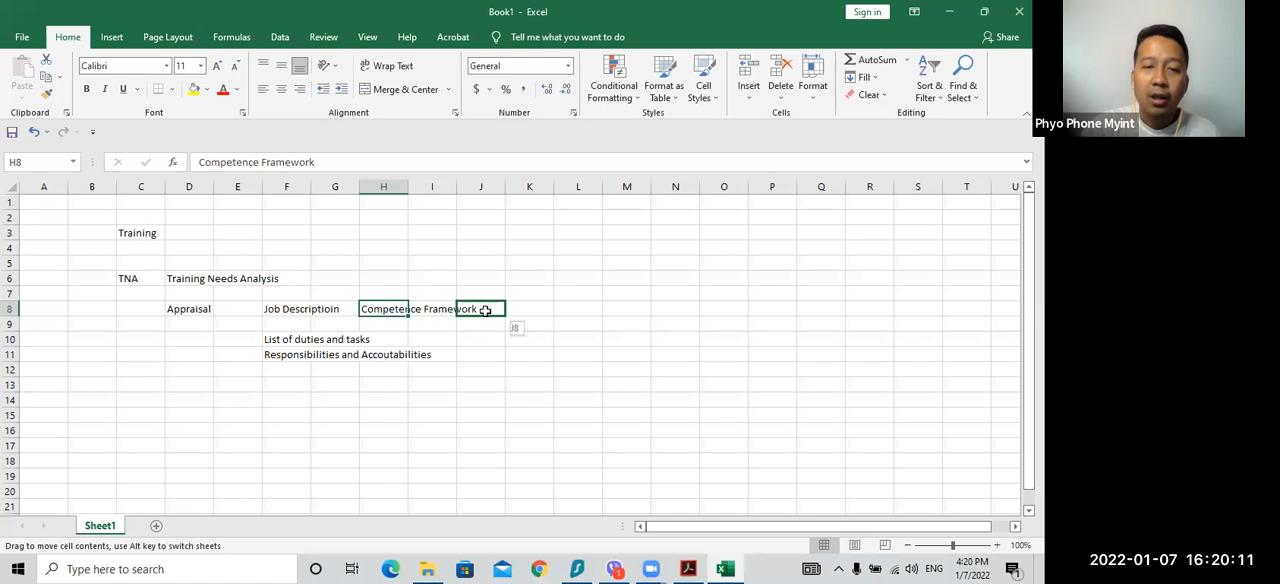 Book1 - Excel
Sign in
File Home Insert Page Layout Formulas Data Review View Help Acrobat Tell me what you want to do Share
Paste
Clipboard
Calibri 11
B I U A
Font
Wrap Text
Merge & Center
Alignment
General
$ % ,
Number
Conditional Formatting
Format as Table
Cell Styles
Styles
Insert Delete Format
Cells
AutoSum
Fill
Clear
Sort & Filter
Find & Select
Editing
H8 fx Competence Framework
A B C D E F G H I J K L M N O P Q R S T U
1
2
3 Training
4
5
6 TNA Training Needs Analysis
7
8 Appraisal Job Descriptioin Competence Framework
J8
9
10 List of duties and tasks
11 Responsibilities and Accoutabilities
12
13
14
15
16
17
18
19
20
21
Sheet1
Drag to move cell contents, use Alt key to switch sheets
100%
Type here to search
ENG
4:20 PM
1/7/2022
Phyo Phone Myint
2022-01-07 16:20:11